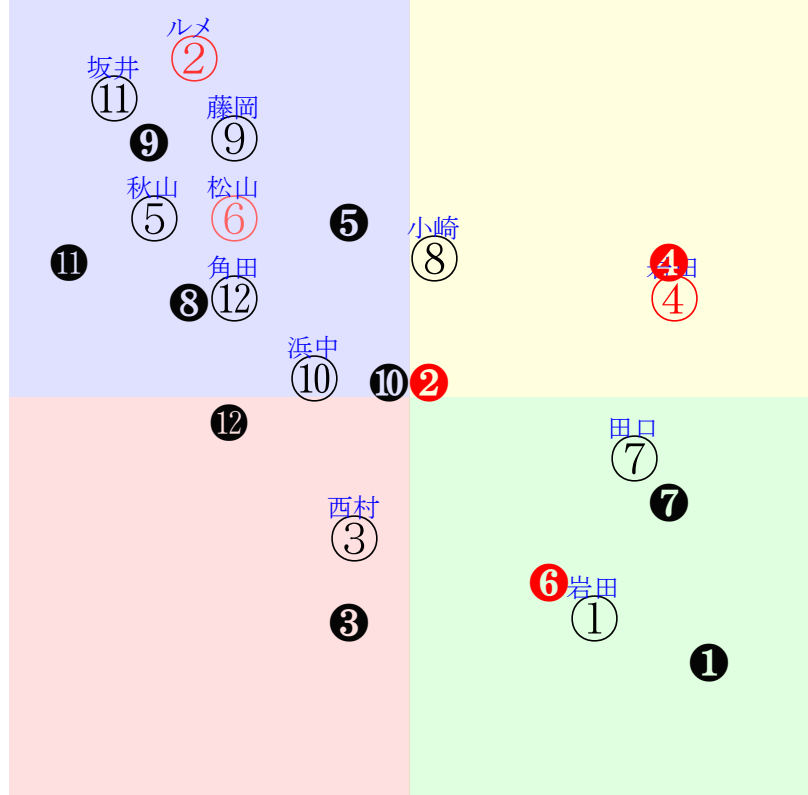 ルメ
②
坂井
⑪
藤岡
⑨
❾
秋山
⑤
松山
⑥
❺
小崎
⑧
⓫
角田
⑫
❽
❹
④
浜中
⑩
❿
❷
⓬
田口
⑦
❼
西村
③
❻
岩田
①
❸
❶